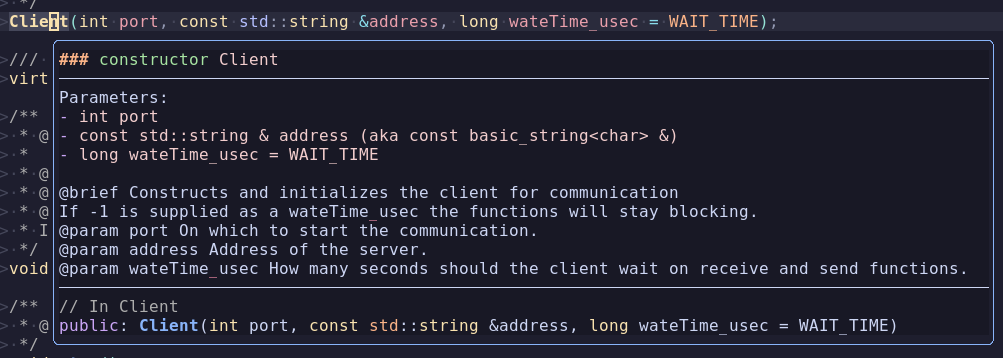 */
Client(int port, const std::string &address, long wateTime_usec = WAIT_TIME);
///
### constructor Client
virt
Parameters:
/**
- int port
* @
- const std::string & address (aka const basic_string<char> &)
*
- long wateTime_usec = WAIT_TIME
* @
* @
@brief Constructs and initializes the client for communication
* @
If -1 is supplied as a wateTime_usec the functions will stay blocking.
* I
@param port On which to start the communication.
*/
@param address Address of the server.
void
@param wateTime_usec How many seconds should the client wait on receive and send functions.
/**
// In Client
* @
public: Client(int port, const std::string &address, long wateTime_usec = WAIT_TIME)
*/